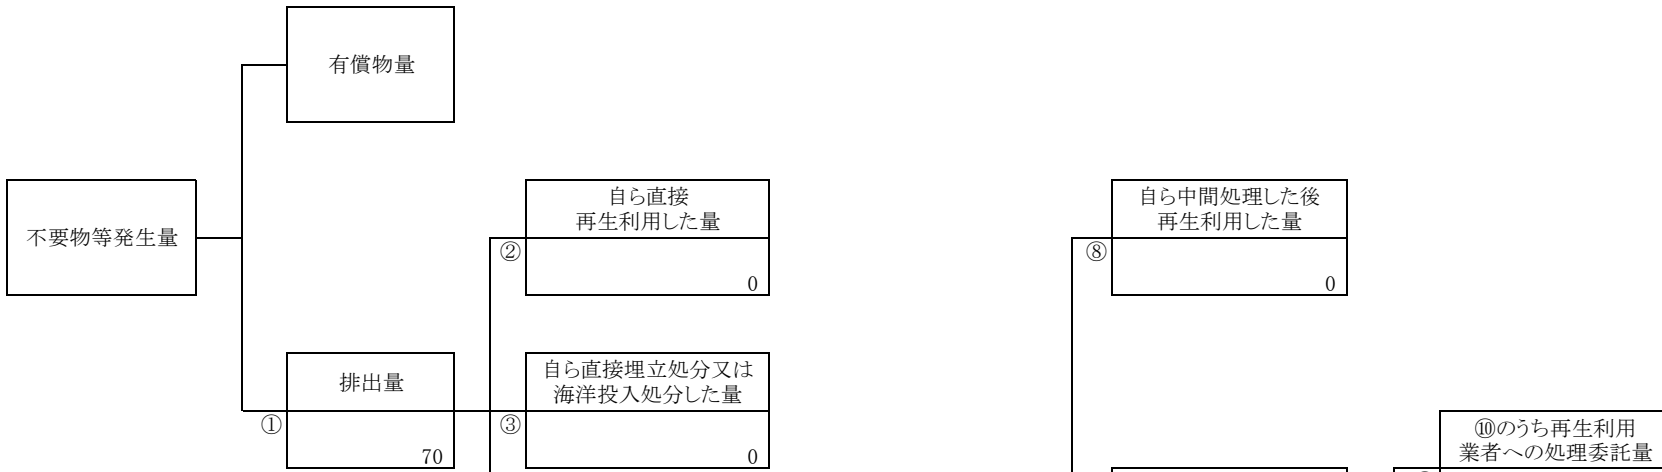 有償物量
不要物等発生量
自ら直接
再生利用した量
②
0
自ら中間処理した後
再生利用した量
⑧
0
排出量
①
70
自ら直接埋立処分又は
海洋投入処分した量
③
0
⑩のうち再生利用
業者への処理委託量